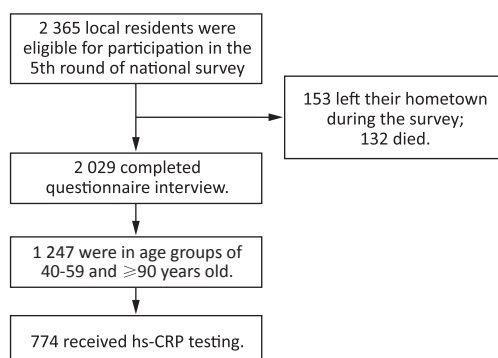 2 365 local residents were
eligible for participation in the
5th round of national survey
153 left their hometown
during the survey;
132 died.
2 029 completed
questionnaire interview.
1 247 were in age groups of
40-59 and ⩾90 years old.
774 received hs-CRP testing.